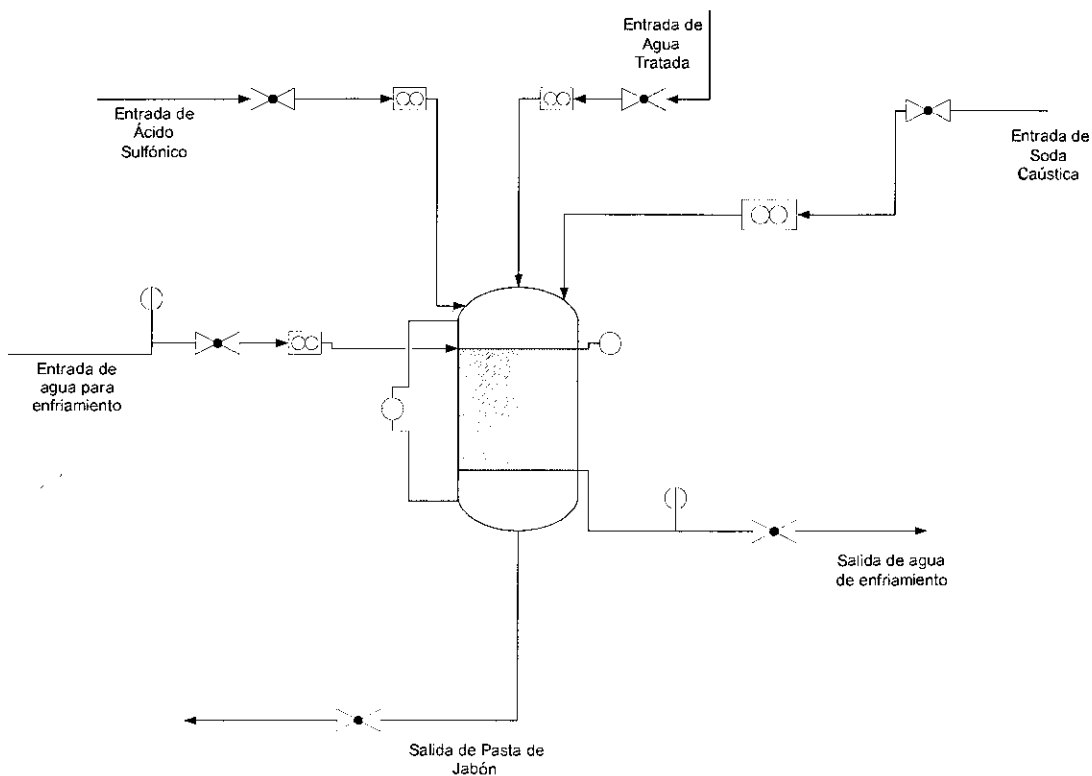 Entrada de
Agua
Tratada
Entrada de
Ácido
Sulfónico
Entrada de
Soda
Caústica
Entrada de
agua para
enfriamiento
Salida de agua
de enfriamiento
Salida de Pasta de
Jabón